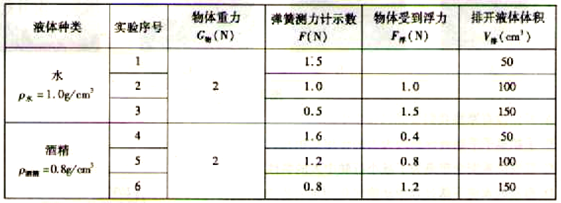 液体种类 实验序号 物体重力 G物(N) 弹簧测力计示数 F(N) 物体受到浮力 F浮(N) 排开液体体积 V排(cm³)
水 ρ水=1.0g/cm³ 2
1 1.5 50
2 1.0 1.0 100
3 0.5 1.5 150
酒精 ρ酒精=0.8g/cm³ 2
4 1.6 0.4 50
5 1.2 0.8 100
6 0.8 1.2 150